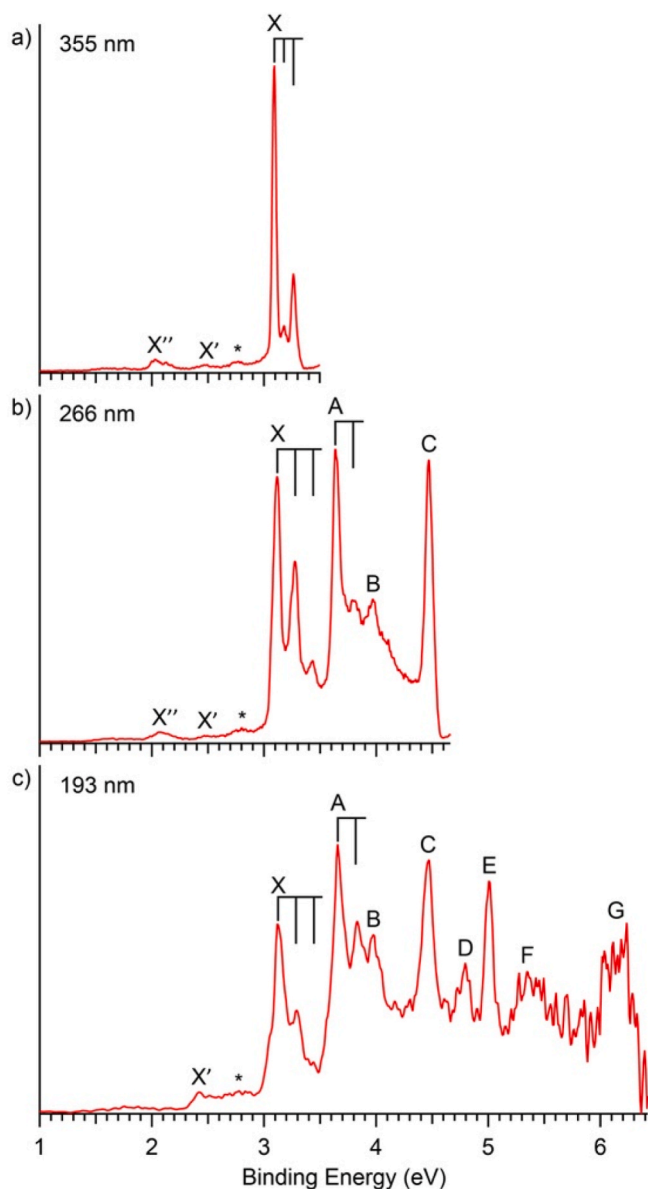 a) 355 nm
X
X'' X' *
b) 266 nm
X A B C
X'' X' *
c) 193 nm
X A B C D E F G
X' *
1 2 3 4 5 6
Binding Energy (eV)